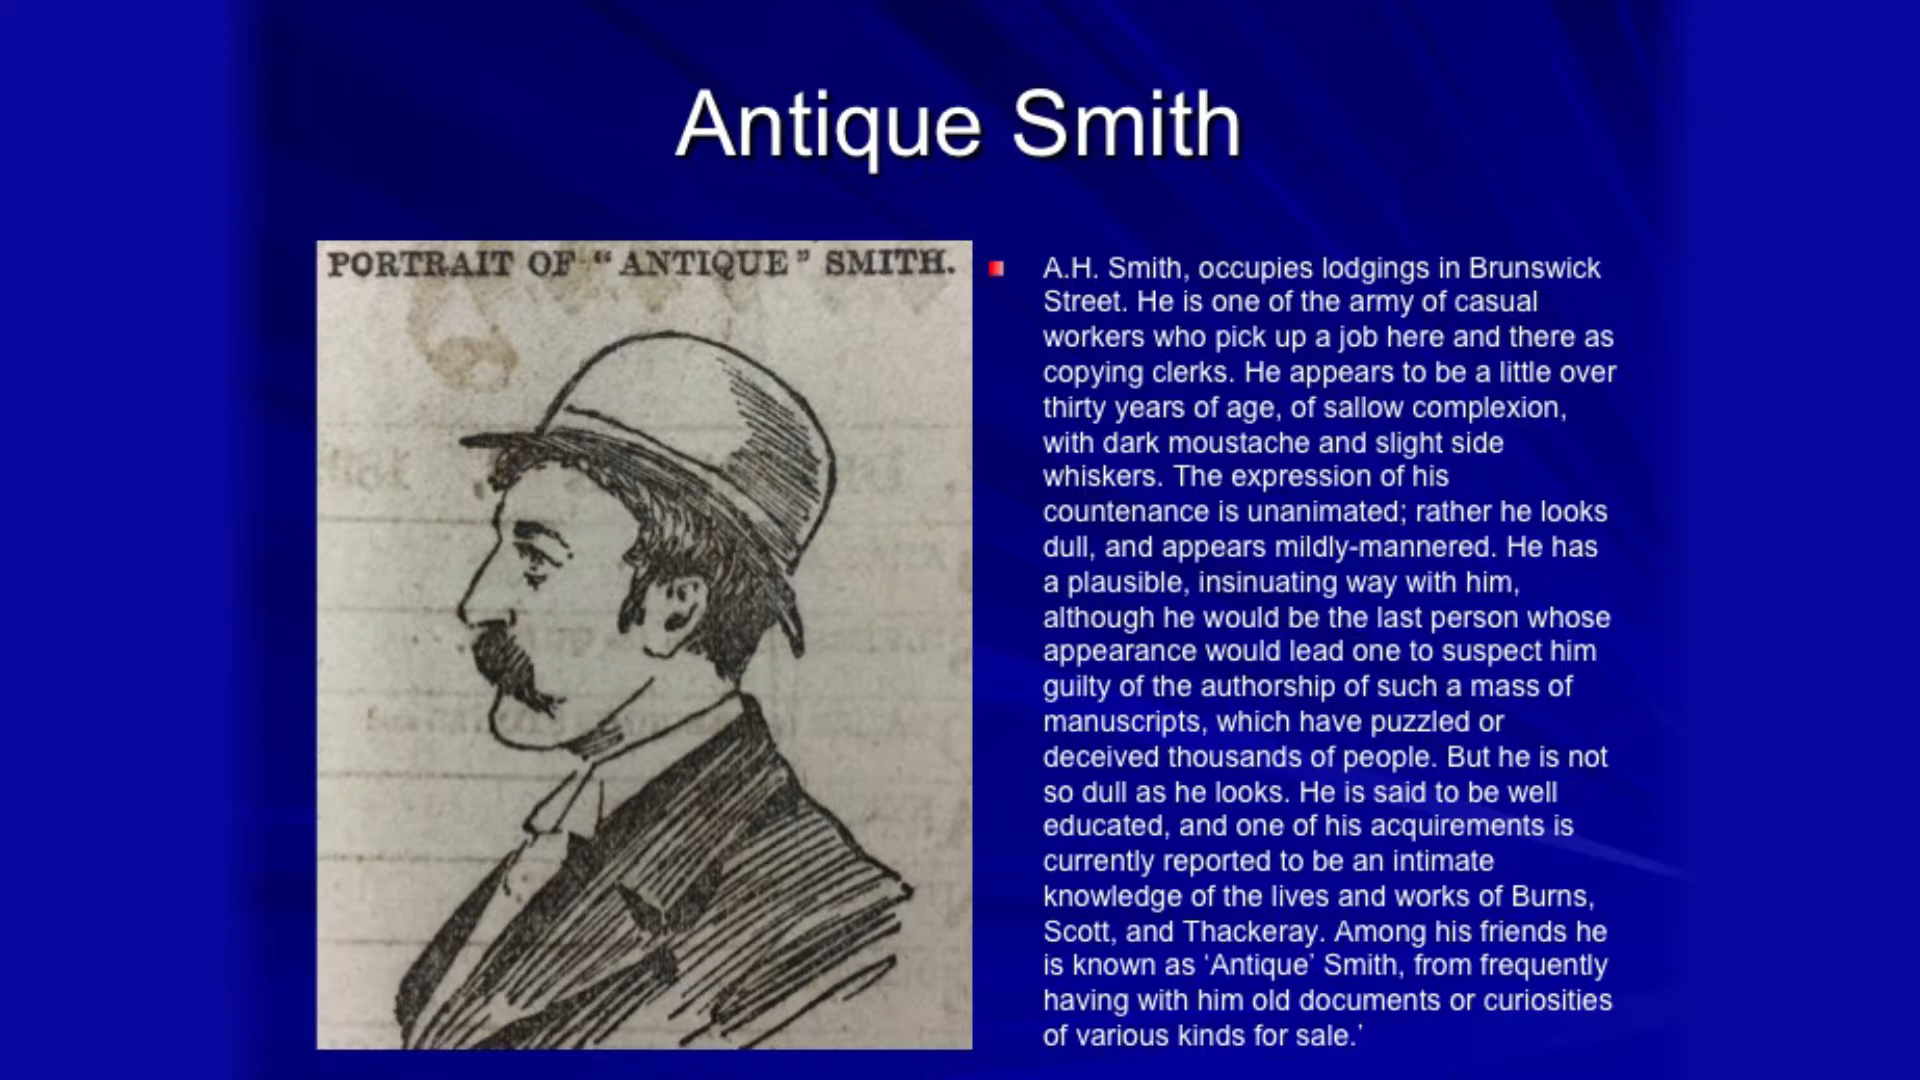 Antique Smith
PORTRAIT OF “ANTIQUE” SMITH.
A.H. Smith, occupies lodgings in Brunswick
Street. He is one of the army of casual
workers who pick up a job here and there as
copying clerks. He appears to be a little over
thirty years of age, of sallow complexion,
with dark moustache and slight side
whiskers. The expression of his
countenance is unanimated; rather he looks
dull, and appears mildly-mannered. He has
a plausible, insinuating way with him,
although he would be the last person whose
appearance would lead one to suspect him
guilty of the authorship of such a mass of
manuscripts, which have puzzled or
deceived thousands of people. But he is not
so dull as he looks. He is said to be well
educated, and one of his acquirements is
currently reported to be an intimate
knowledge of the lives and works of Burns,
Scott, and Thackeray. Among his friends he
is known as ‘Antique’ Smith, from frequently
having with him old documents or curiosities
of various kinds for sale.’